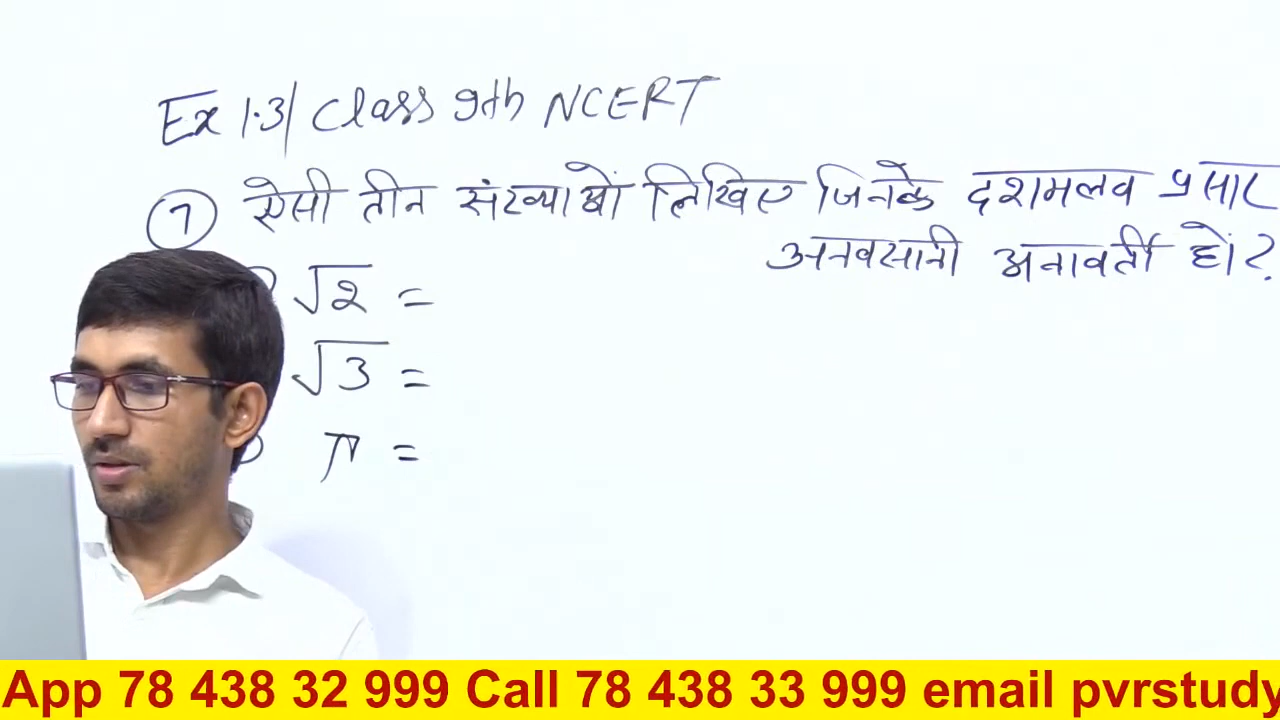 Ex 1.3/ Class 9th NCERT
7 ऐसी तीन संख्याओं लिखिए जिनके दशमलव प्रसार
अनवसानी अनावर्ती हों?
√2 =
√3 =
π =
App 78 438 32 999 Call 78 438 33 999 email pvrstudy